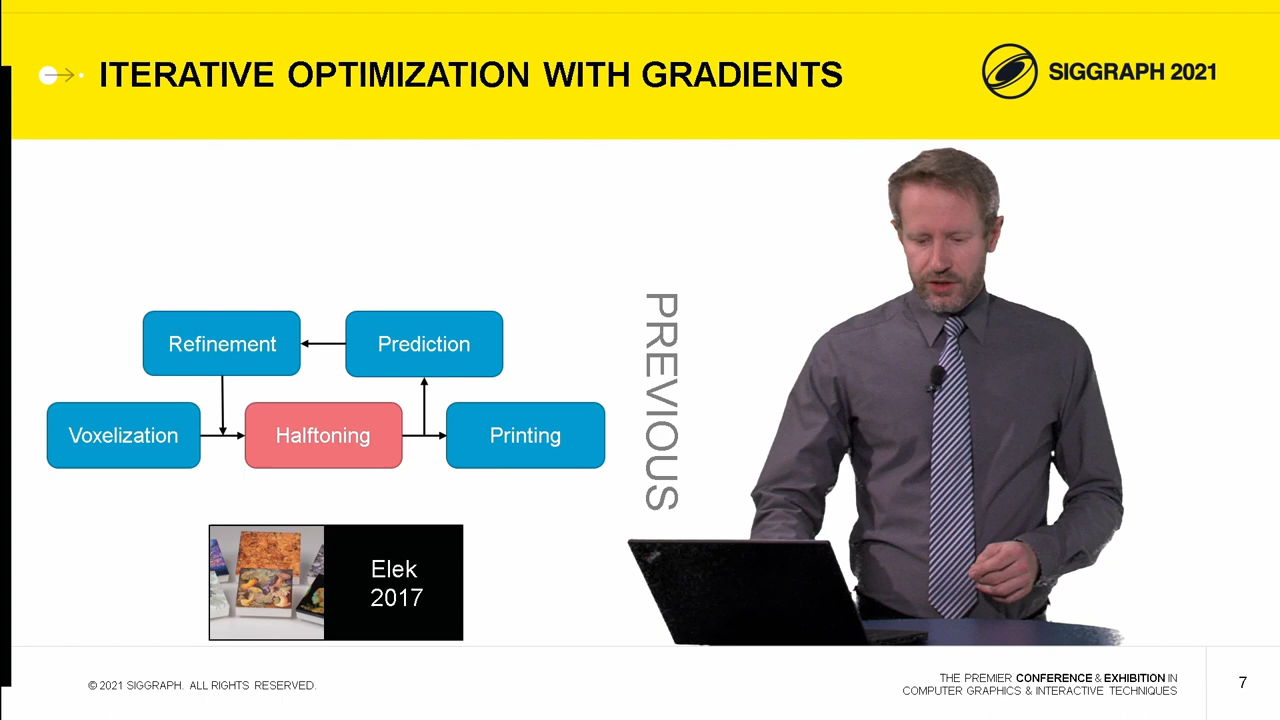 ITERATIVE OPTIMIZATION WITH GRADIENTS
SIGGRAPH 2021
Refinement
Prediction
Voxelization
Halftoning
Printing
PREVIOUS
Elek
2017
© 2021 SIGGRAPH. ALL RIGHTS RESERVED.
THE PREMIER CONFERENCE & EXHIBITION IN
COMPUTER GRAPHICS & INTERACTIVE TECHNIQUES
7